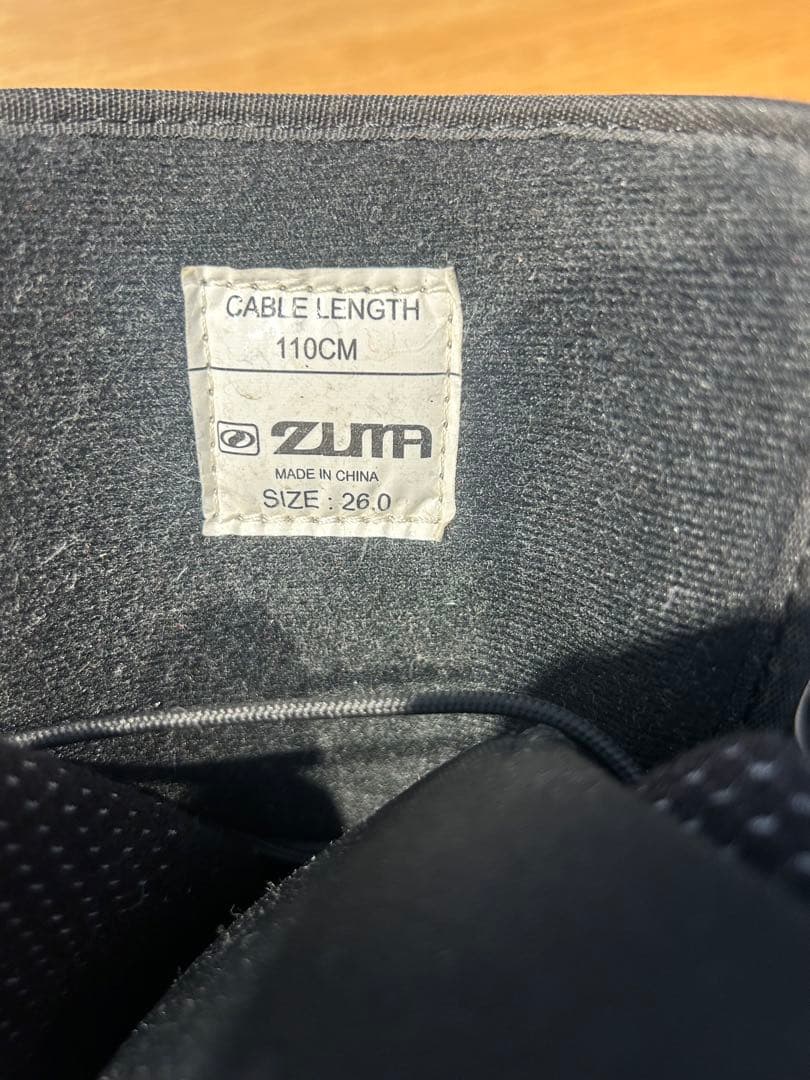 CABLE LENGTH
110CM
ZUMA
MADE IN CHINA
SIZE : 26.0